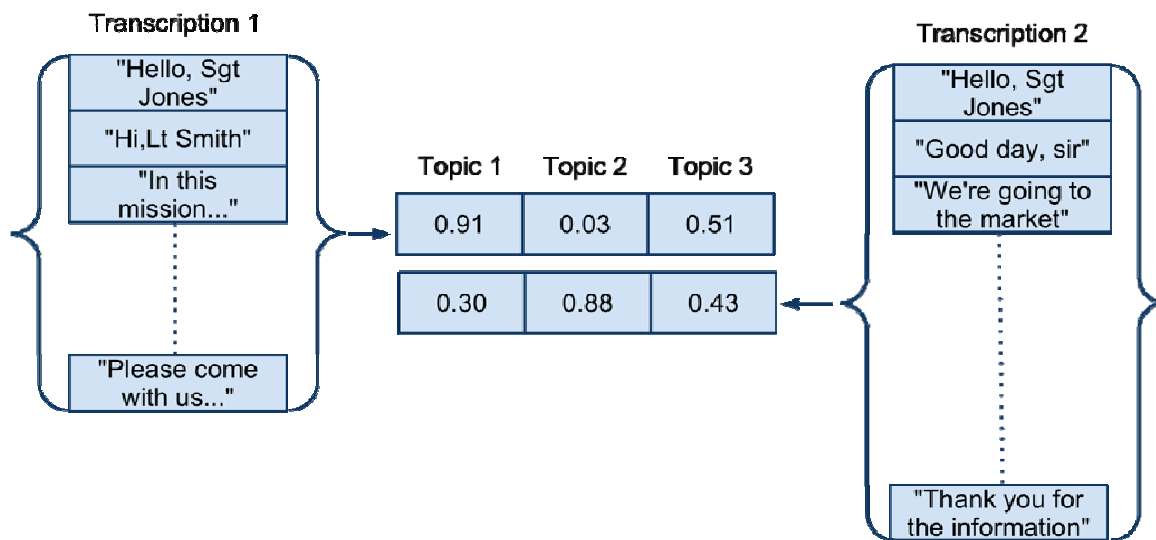 Transcription 1
"Hello, Sgt
Jones"
"Hi,Lt Smith"
"In this
mission..."
"Please come
with us..."
Topic 1 Topic 2 Topic 3
0.91 0.03 0.51
0.30 0.88 0.43
Transcription 2
"Hello, Sgt
Jones"
"Good day, sir"
"We're going to
the market"
"Thank you for
the information"